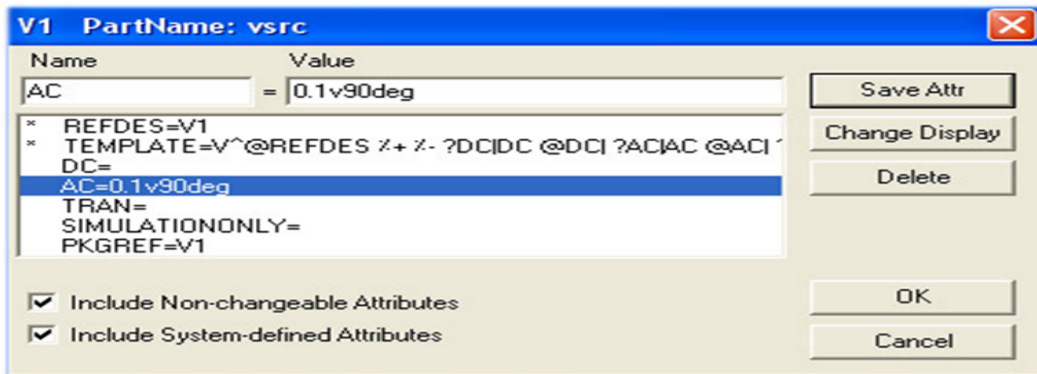 V1 PartName: vsrc
Name Value
AC = 0.1v90deg
Save Attr
* REFDES=V1
* TEMPLATE=V^@REFDES %+ %- ?DC|DC @DC| ?AC|AC @AC|
DC=
AC=0.1v90deg
TRAN=
SIMULATIONONLY=
PKGREF=V1
Change Display
Delete
Include Non-changeable Attributes
Include System-defined Attributes
OK
Cancel